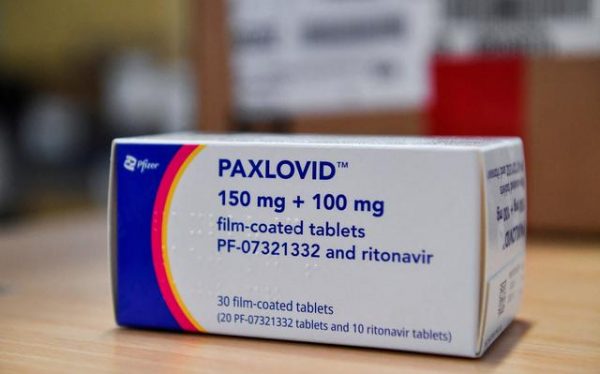 Pfizer
PAXLOVID™
150 mg + 100 mg
film-coated tablets
PF-07321332 and ritonavir
30 film-coated tablets
(20 PF-07321332 tablets and 10 ritonavir tablets)